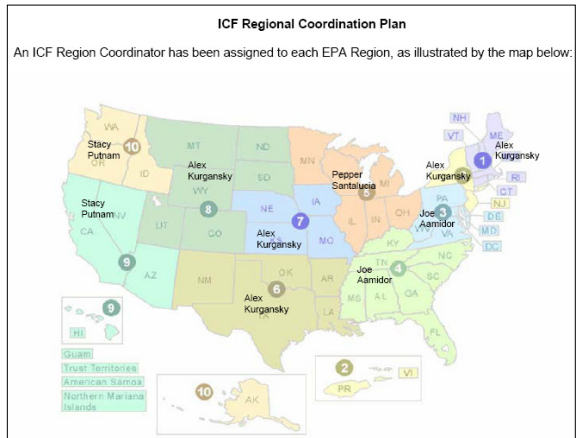 ICF Regional Coordination Plan
An ICF Region Coordinator has been assigned to each EPA Region, as illustrated by the map below:
NH
WA
VT
ME
MT
ND
Stacy
Putnam
10
MN
Alex
Kurgansky
1
OR
ID
Alex
Kurgansky
SD
Pepper
Santalucia
MI
5
Alex
Kurgansky
RI
CT
WY
NJ
Stacy
Putnam
NV
8
NE
IA
PA
Joe
Aamidor
3
DE
7
IL
IN
OH
MD
CA
UT
CO
Alex
Kurgansky
KS
MO
VA
DC
KY
9
NC
AZ
NM
OK
AR
TN
Joe
Aamidor
4
SC
6
Alex
Kurgansky
MS
AL
GA
9
LA
HI
FL
Guam
Trust Territories
American Samoa
Northern Mariana
Islands
10
AK
2
PR
VI